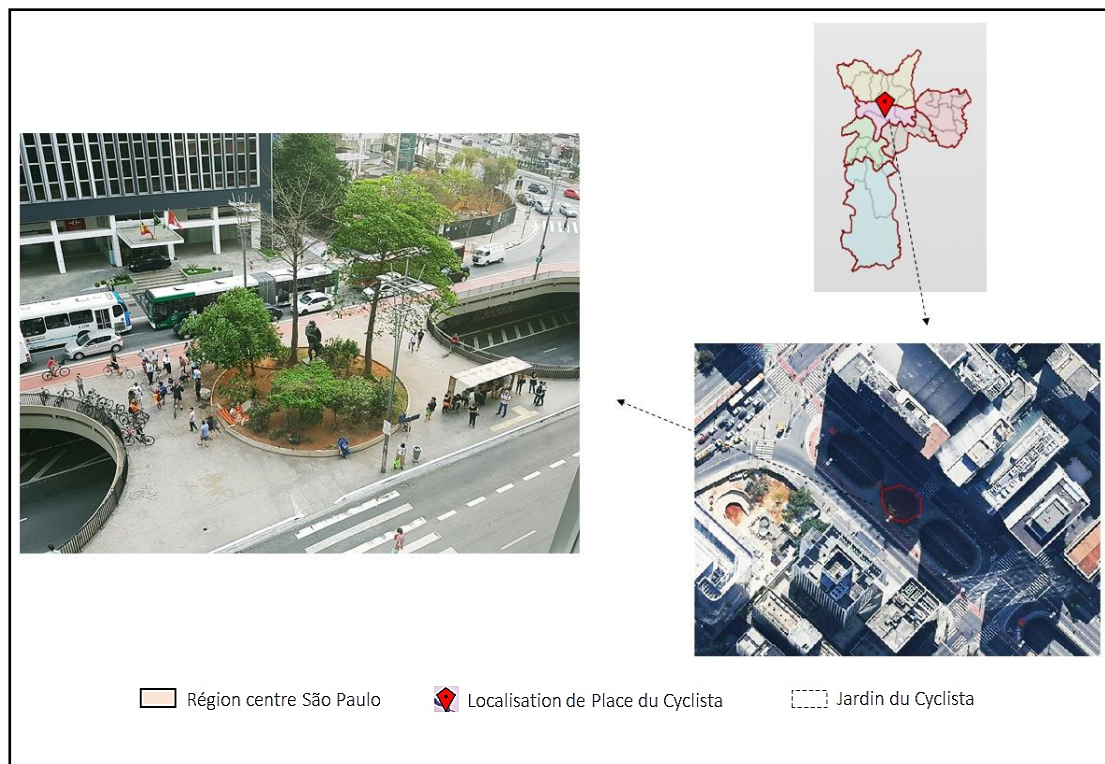 Région centre São Paulo
Localisation de Place du Cyclista
Jardin du Cyclista